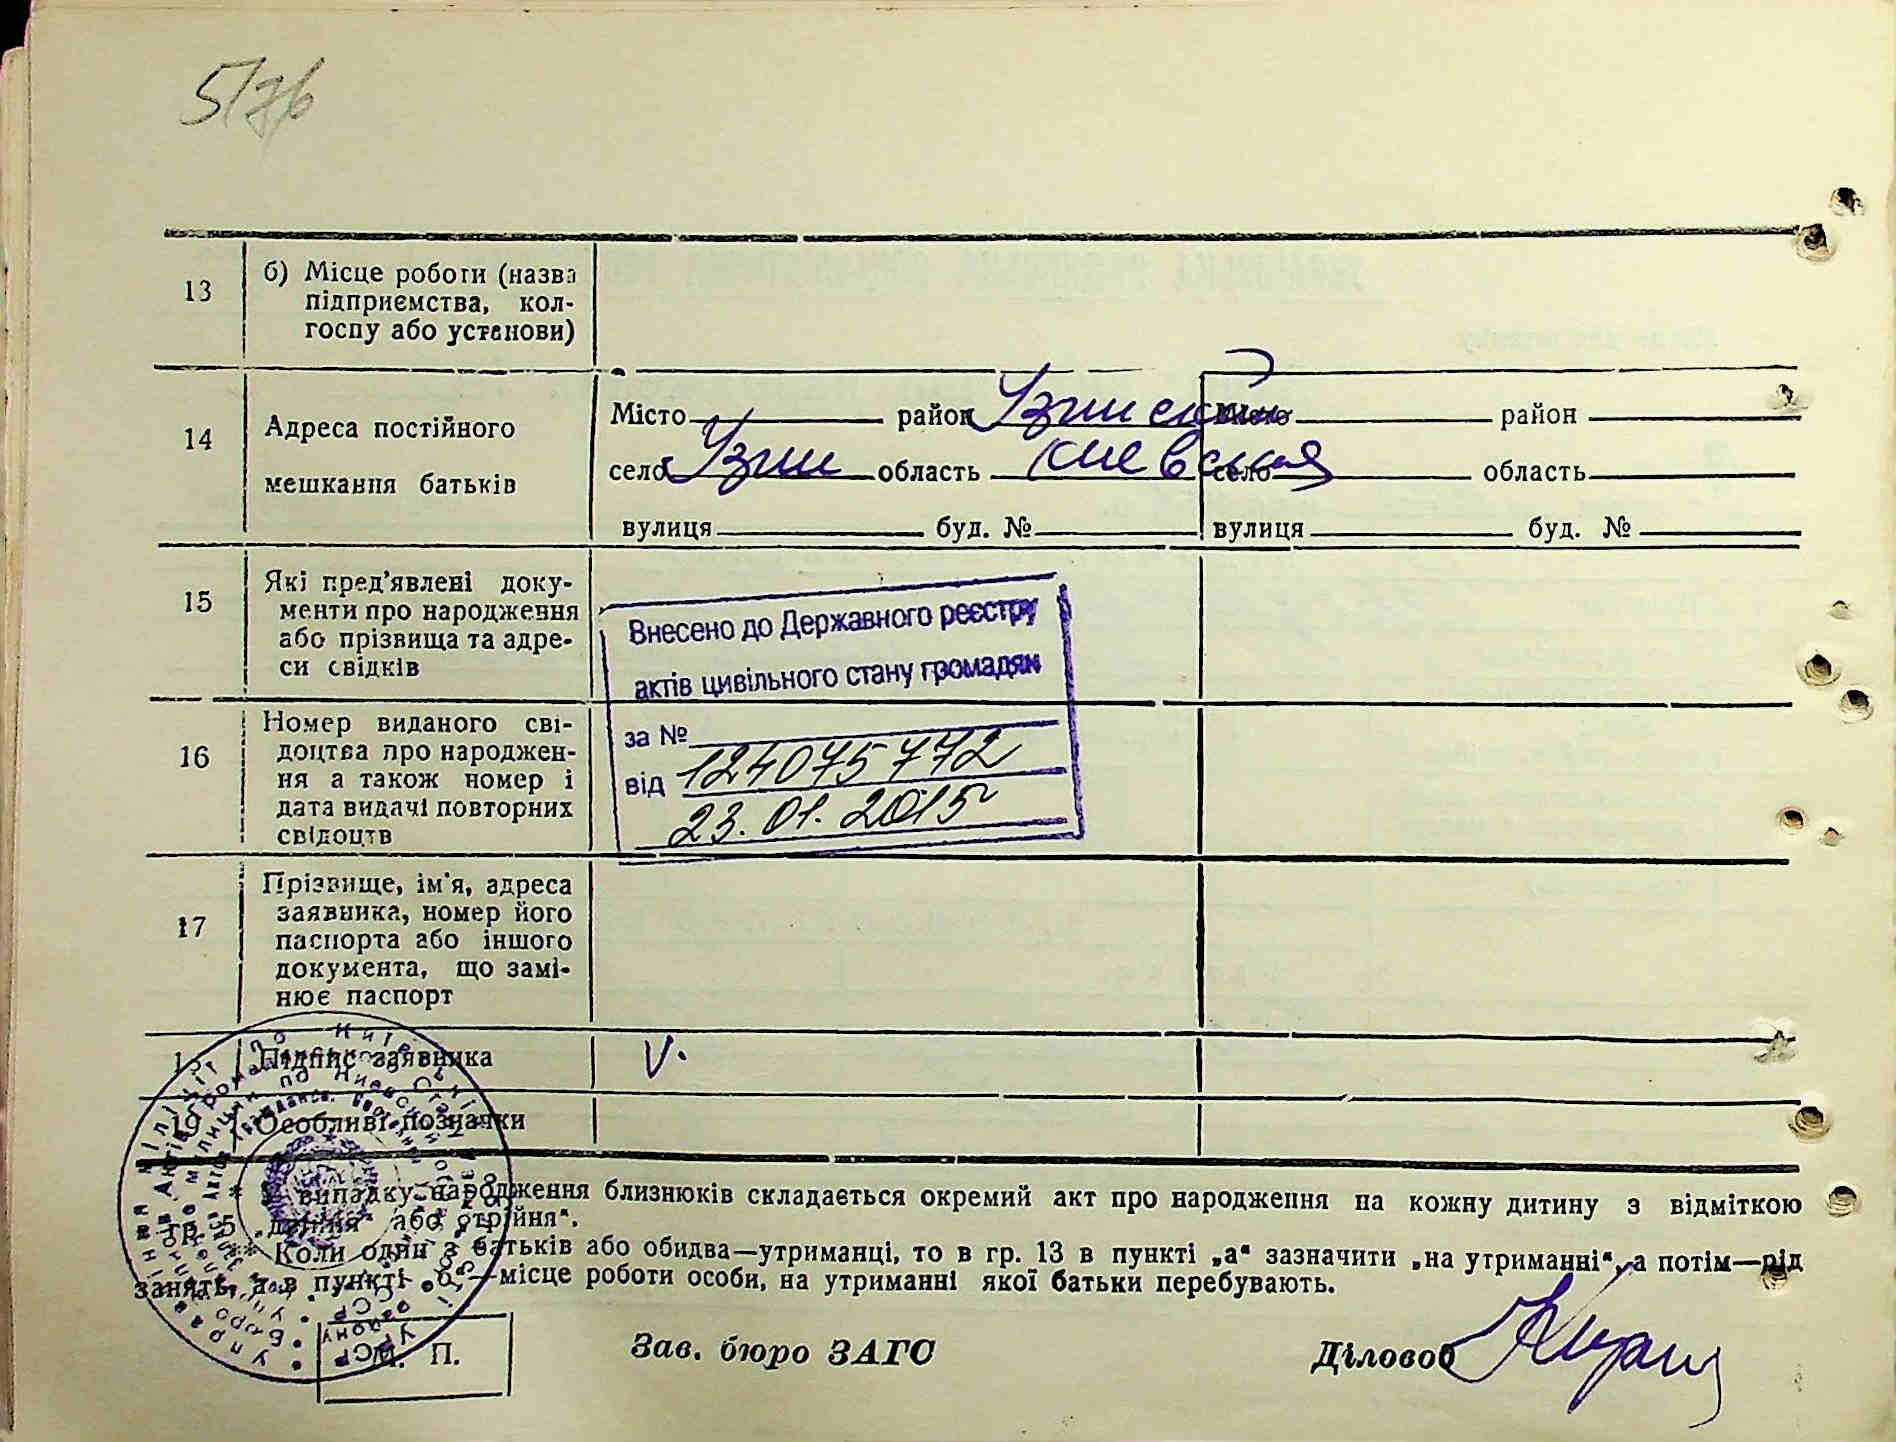 5/76
13
б) Місце роботи (назва
підприємства, кол-
госпу або установи)
14
Адреса постійного
мешкання батьків
Місто район Узинский
село Узин область Киевская
вулиця буд. №
Місто район
село область
вулиця буд. №
15
Які пред'явлені доку-
менти про народження
або прізвища та адре-
си свідків
Внесено до Державного реєстру
актів цивільного стану громадян
за №
від 124075772
23.01.2015
16
Номер виданого сві-
доцтва про народжен-
ня а також номер і
дата видачі повторних
свідоцтв
17
Прізвище, ім'я, адреса
заявника, номер його
паспорта або іншого
документа, що замі-
нює паспорт
Підпис заявника
V.
19
Особливі позначки
* У випадку народження близнюків складається окремий акт про народження на кожну дитину з відміткою
гр. 5 „двійня“ або „трійня“.
* Коли один з батьків або обидва—утриманці, то в гр. 13 в пункті „а“ зазначити „на утриманні“, а потім—рід
занять, а в пункті „б“—місце роботи особи, на утриманні якої батьки перебувають.
М. П.
Зав. бюро ЗАГС
Діловод